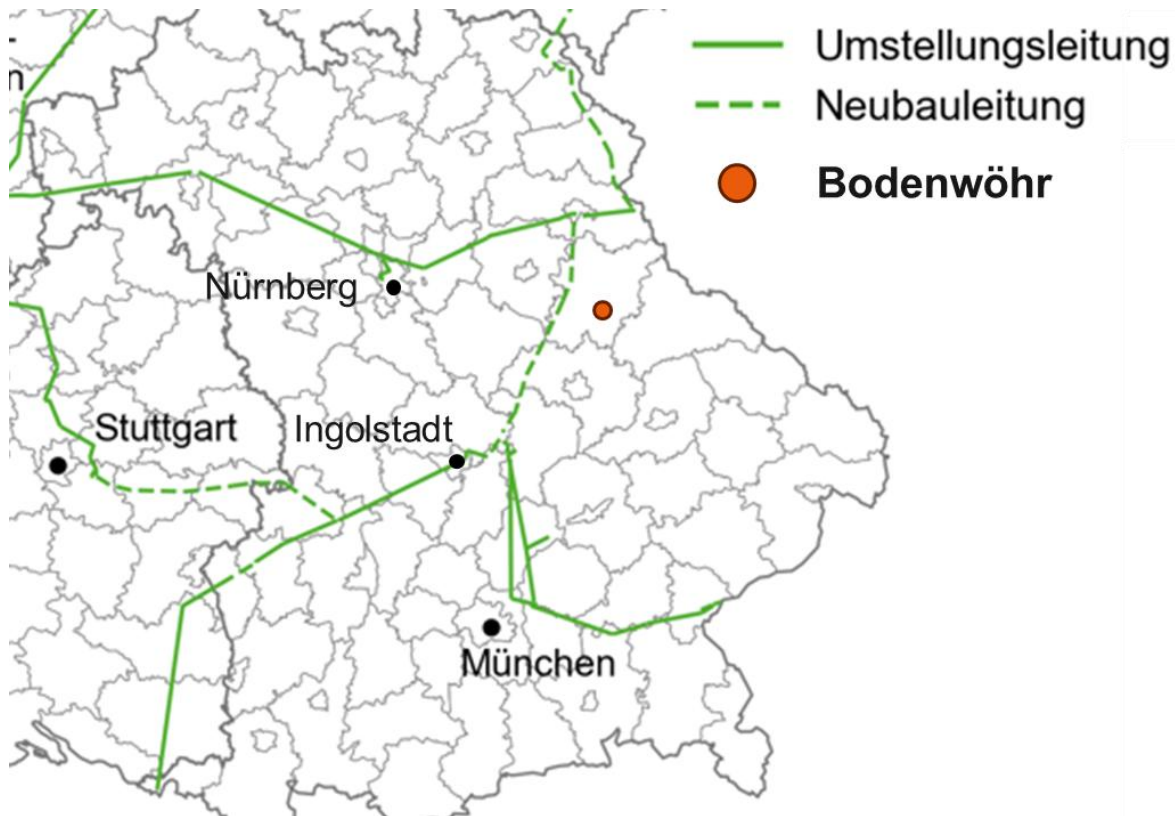 Umstellungsleitung
Neubauleitung
Bodenwöhr
n
Nürnberg
Stuttgart
Ingolstadt
München